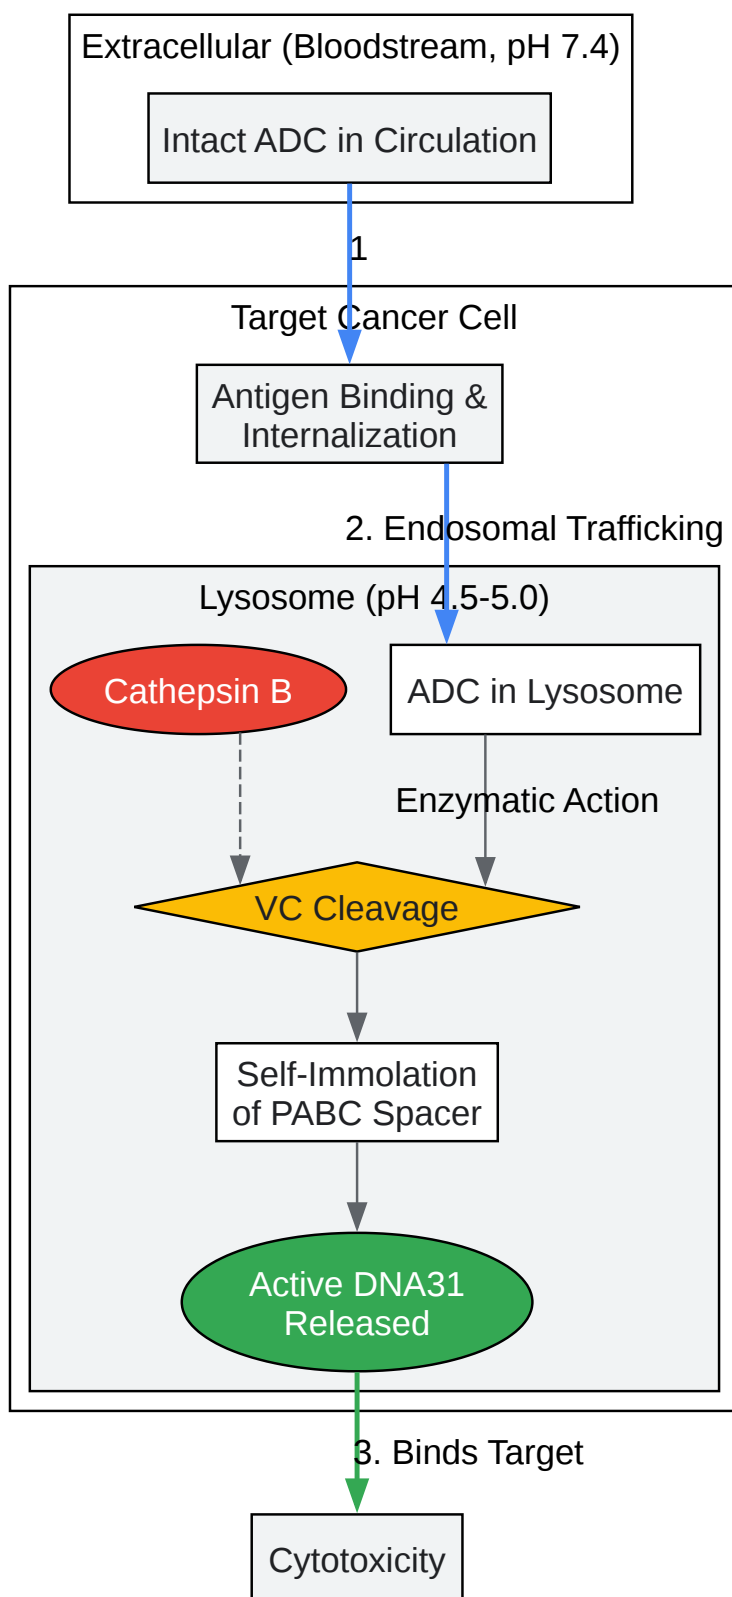 Extracellular (Bloodstream, pH 7.4)
Intact ADC in Circulation
1
Target Cancer Cell
Antigen Binding &
Internalization
2. Endosomal Trafficking
Lysosome (pH 4.5-5.0)
Cathepsin B
ADC in Lysosome
Enzymatic Action
VC Cleavage
Self-Immolation
of PABC Spacer
Active DNA31
Released
3. Binds Target
Cytotoxicity